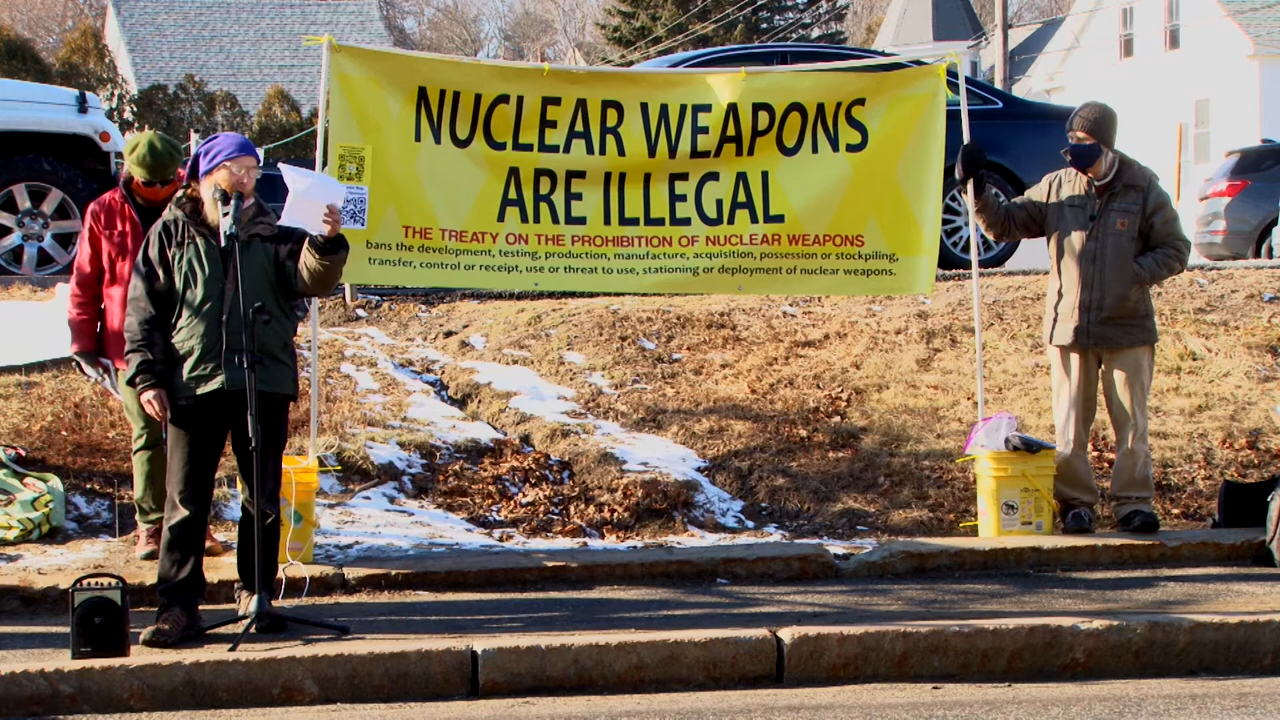 NUCLEAR WEAPONS
ARE ILLEGAL
THE TREATY ON THE PROHIBITION OF NUCLEAR WEAPONS
bans the development, testing, production, manufacture, acquisition, possession or stockpiling,
transfer, control or receipt, use or threat to use, stationing or deployment of nuclear weapons.